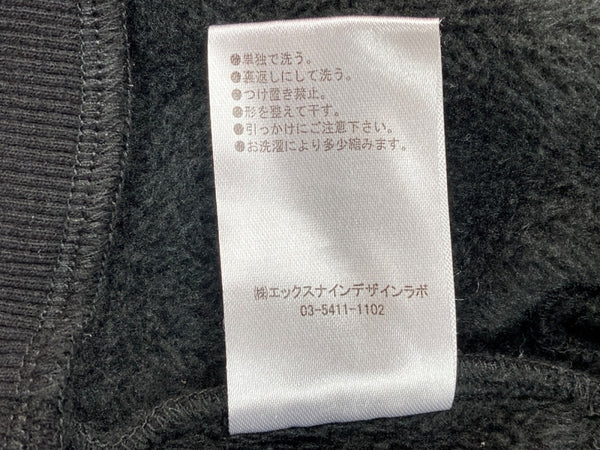 ●単独で洗う。
●裏返しにして洗う。
●つけ置き禁止。
●形を整えて干す。
●引っかけにご注意下さい。
●お洗濯により多少縮みます。
㈱エックスナインデザインラボ
03-5411-1102